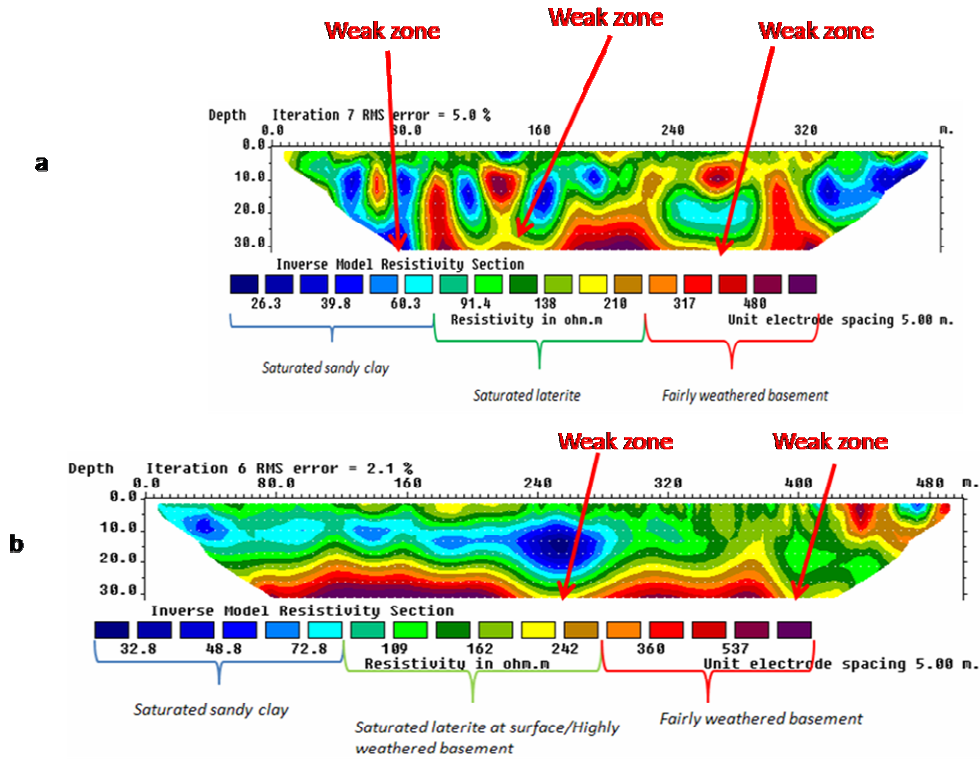 Weak zone
Weak zone
Weak zone
a
Depth Iteration 7 RMS error = 5.0 %
0.0 80.0 160 240 320 m.
0.0
10.0
20.0
30.0
Inverse Model Resistivity Section
26.3 39.8 60.3 91.4 138 210 317 480
Resistivity in ohm.m Unit electrode spacing 5.00 m.
Saturated sandy clay
Saturated laterite
Fairly weathered basement
Weak zone
Weak zone
b
Depth Iteration 6 RMS error = 2.1 %
0.0 80.0 160 240 320 400 480 m.
0.0
10.0
20.0
30.0
Inverse Model Resistivity Section
32.8 48.8 72.8 109 162 242 360 537
Resistivity in ohm.m Unit electrode spacing 5.00 m.
Saturated sandy clay
Saturated laterite at surface/Highly
weathered basement
Fairly weathered basement